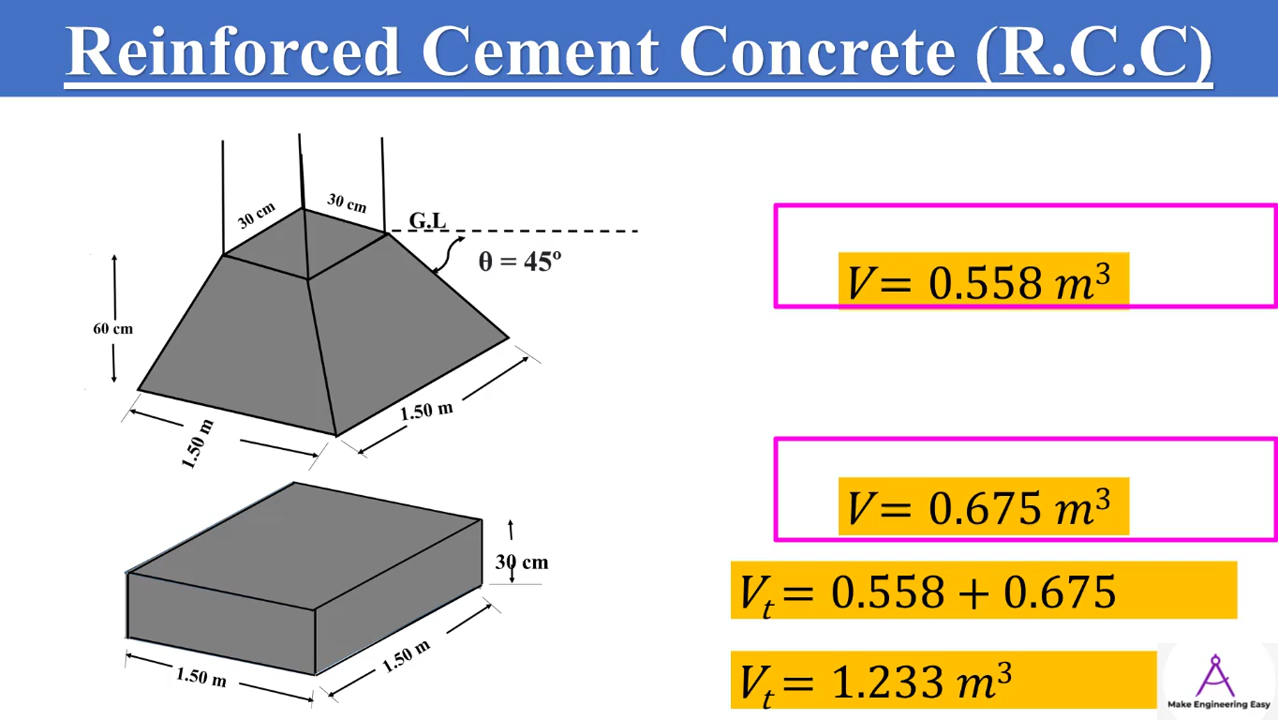 Reinforced Cement Concrete (R.C.C)
30 cm
30 cm
G.L
θ = 45º
60 cm
1.50 m
1.50 m
V= 0.558 m³
30 cm
1.50 m
1.50 m
V= 0.675 m³
Vₜ= 0.558 + 0.675
Vₜ= 1.233 m³
Make Engineering Easy